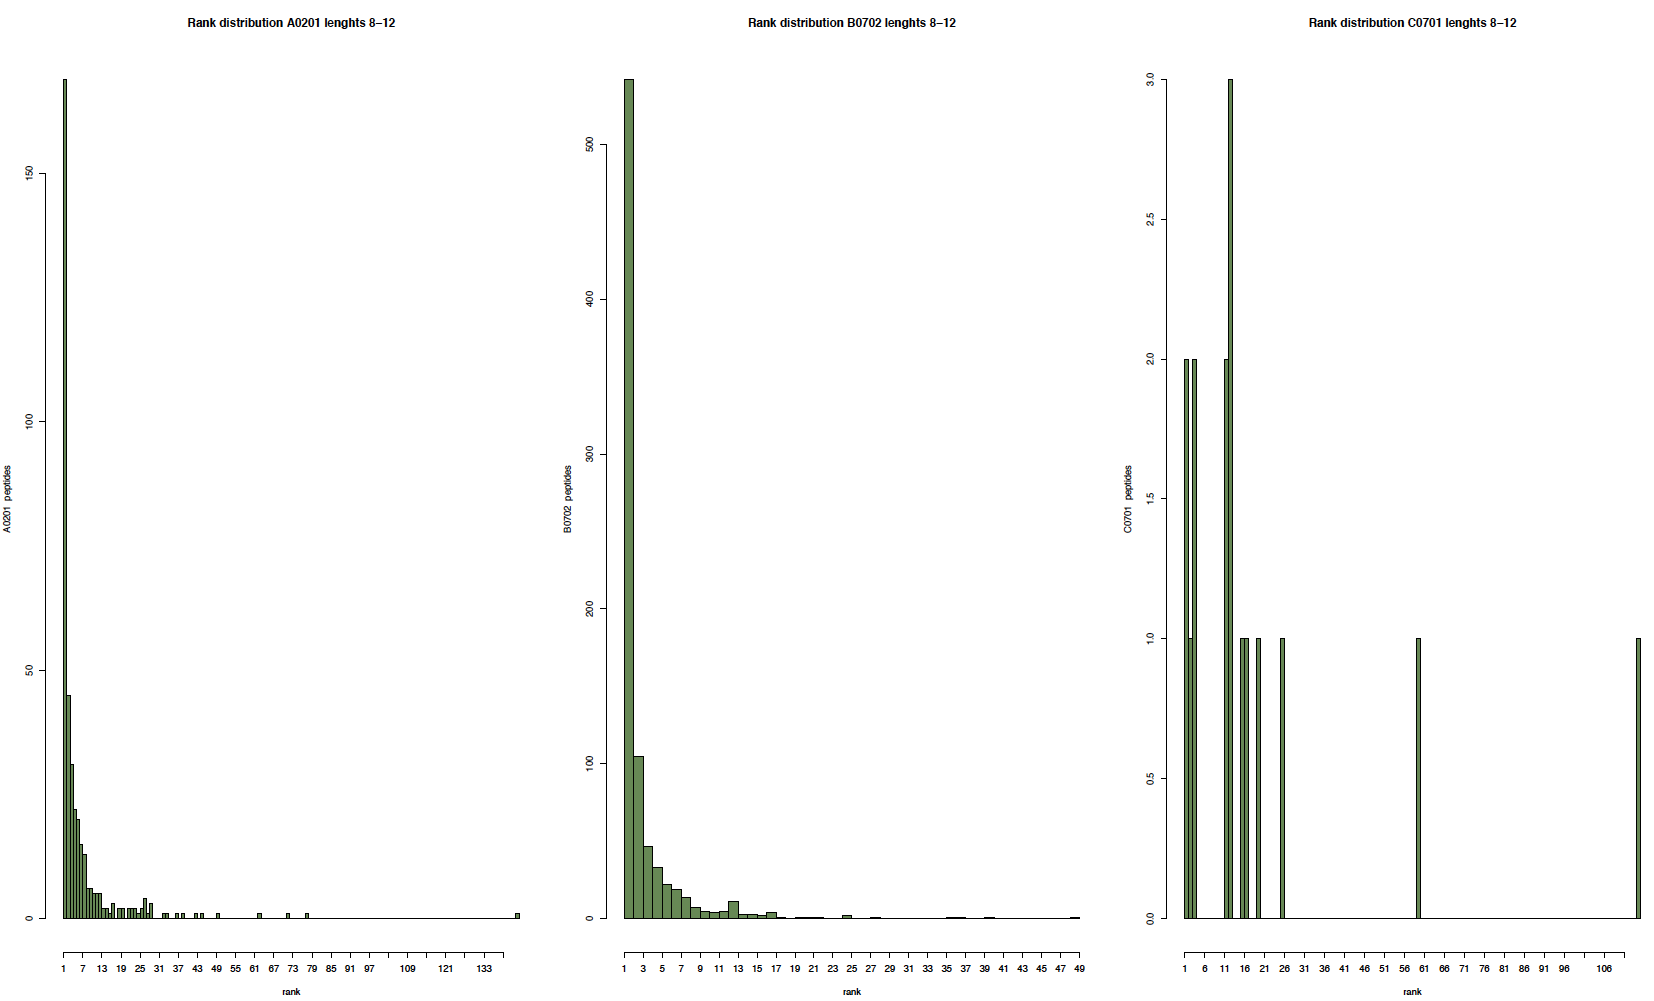 Rank distribution A0201 lenghts 8−12
150
100
50
0
A0201 peptides
1 7 13 19 25 31 37 43 49 55 61 67 73 79 85 91 97 109 121 133
rank
Rank distribution B0702 lenghts 8−12
500
400
300
200
100
0
B0702 peptides
1 3 5 7 9 11 13 15 17 19 21 23 25 27 29 31 33 35 37 39 41 43 45 47 49
rank
Rank distribution C0701 lenghts 8−12
3.0
2.5
2.0
1.5
1.0
0.5
0.0
C0701 peptides
1 6 11 16 21 26 31 36 41 46 51 56 61 66 71 76 81 86 91 96 106
rank